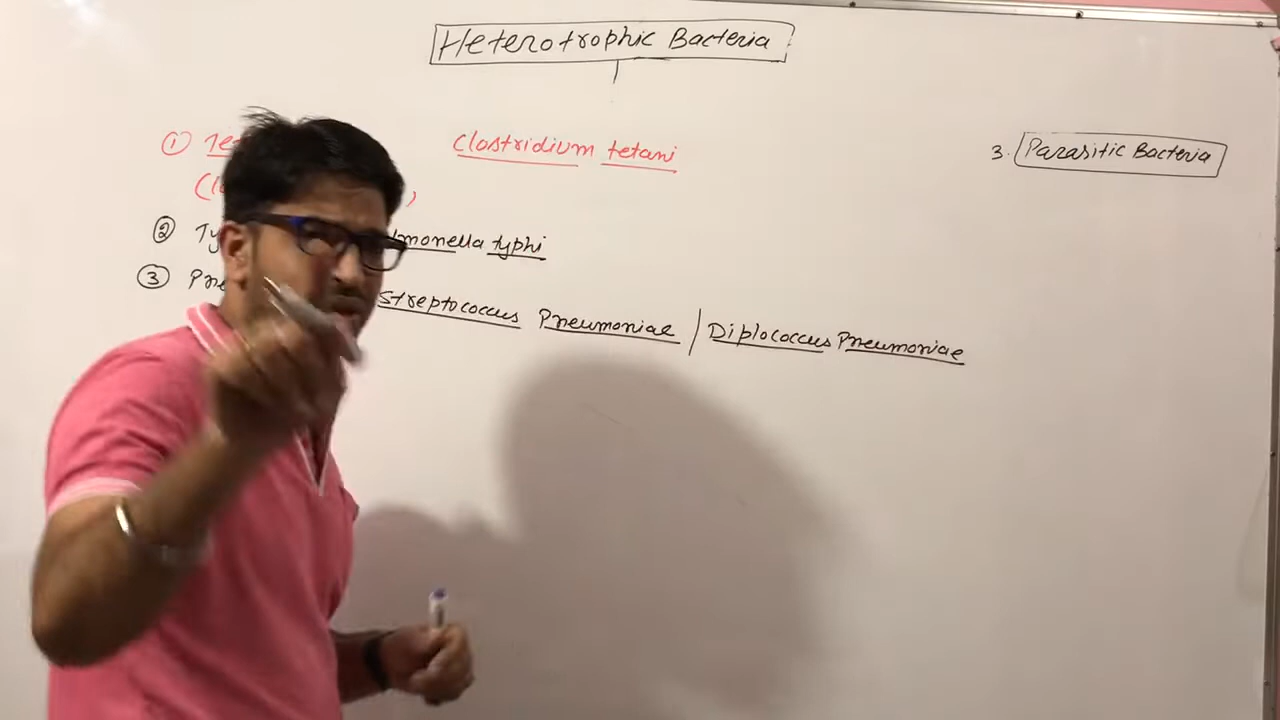 Heterotrophic Bacteria
① Clostridium tetani
3. Parasitic Bacteria
② typhi
③ Streptococcus Pneumoniae / Diplococcus Pneumoniae